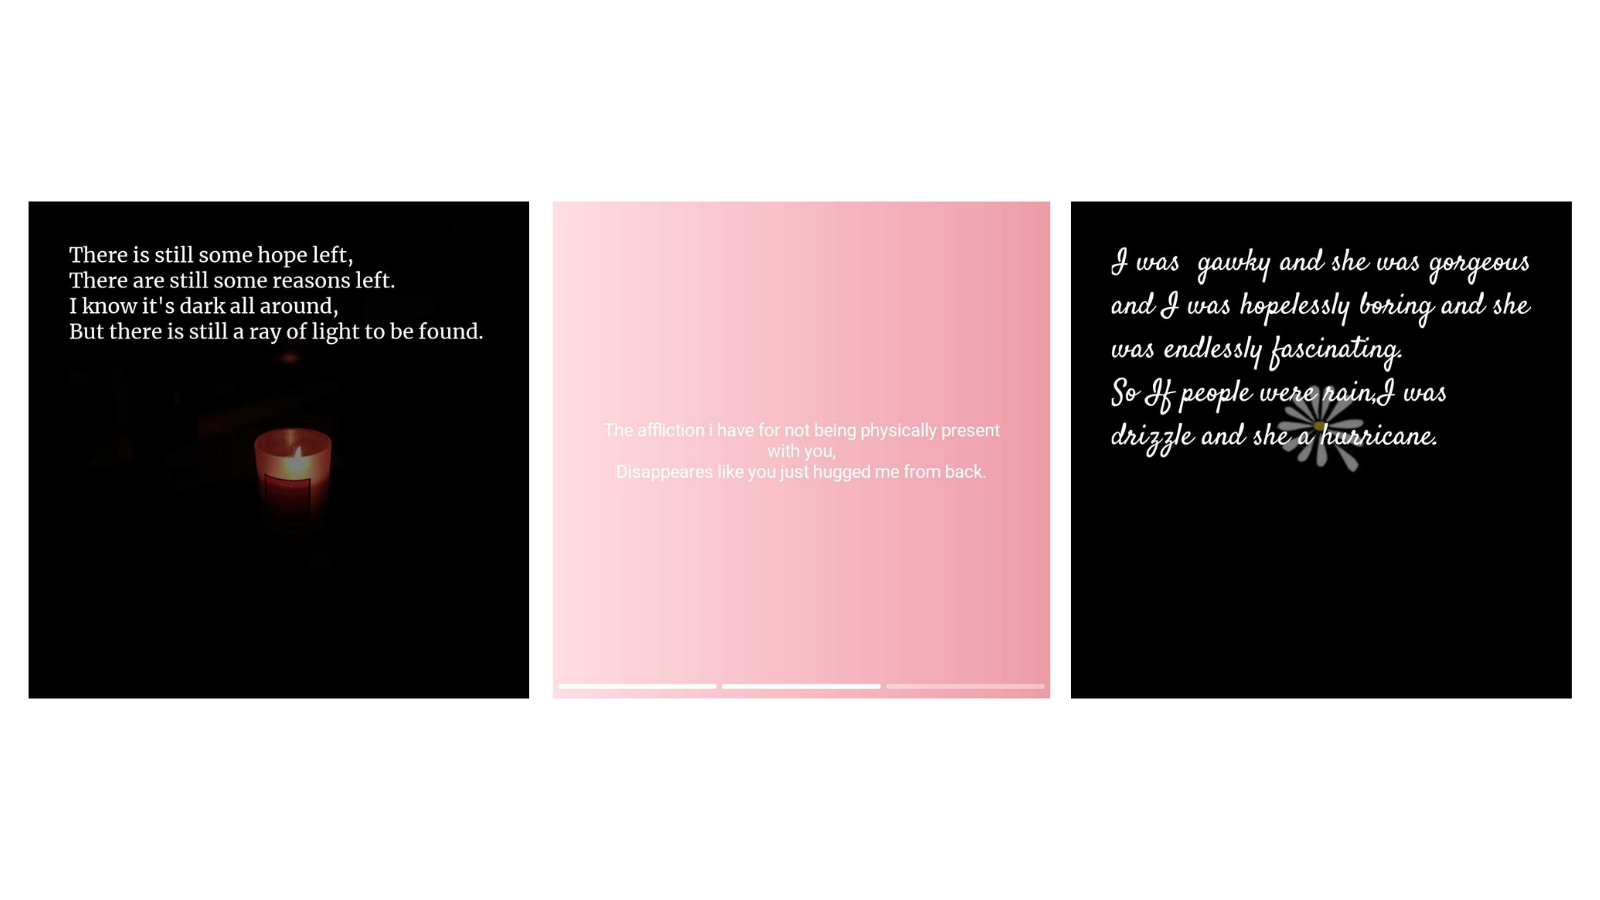 There is still some hope left,
There are still some reasons left.
I know it's dark all around,
But there is still a ray of light to be found.
The affliction i have for not being physically present
with you,
Disappeares like you just hugged me from back.
I was gawky and she was gorgeous
and I was hopelessly boring and she
was endlessly fascinating.
So If people were rain,I was
drizzle and she a hurricane.